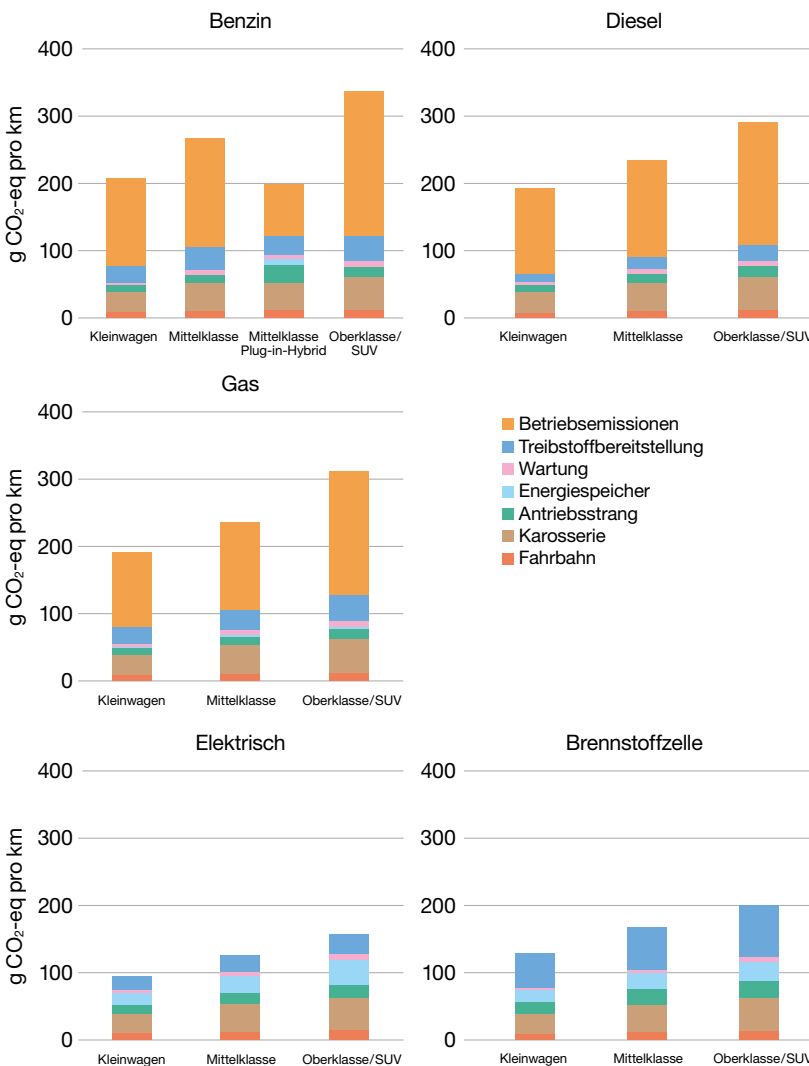 Benzin
400
300
200
100
0
g CO₂-eq pro km
Kleinwagen
Mittelklasse
Mittelklasse
Plug-in-Hybrid
Oberklasse/
SUV
Diesel
400
300
200
100
0
Kleinwagen
Mittelklasse
Oberklasse/SUV
Gas
400
300
200
100
0
g CO₂-eq pro km
Kleinwagen
Mittelklasse
Oberklasse/SUV
Betriebsemissionen
Treibstoffbereitstellung
Wartung
Energiespeicher
Antriebsstrang
Karosserie
Fahrbahn
Elektrisch
400
300
200
100
0
g CO₂-eq pro km
Kleinwagen
Mittelklasse
Oberklasse/SUV
Brennstoffzelle
400
300
200
100
0
Kleinwagen
Mittelklasse
Oberklasse/SUV